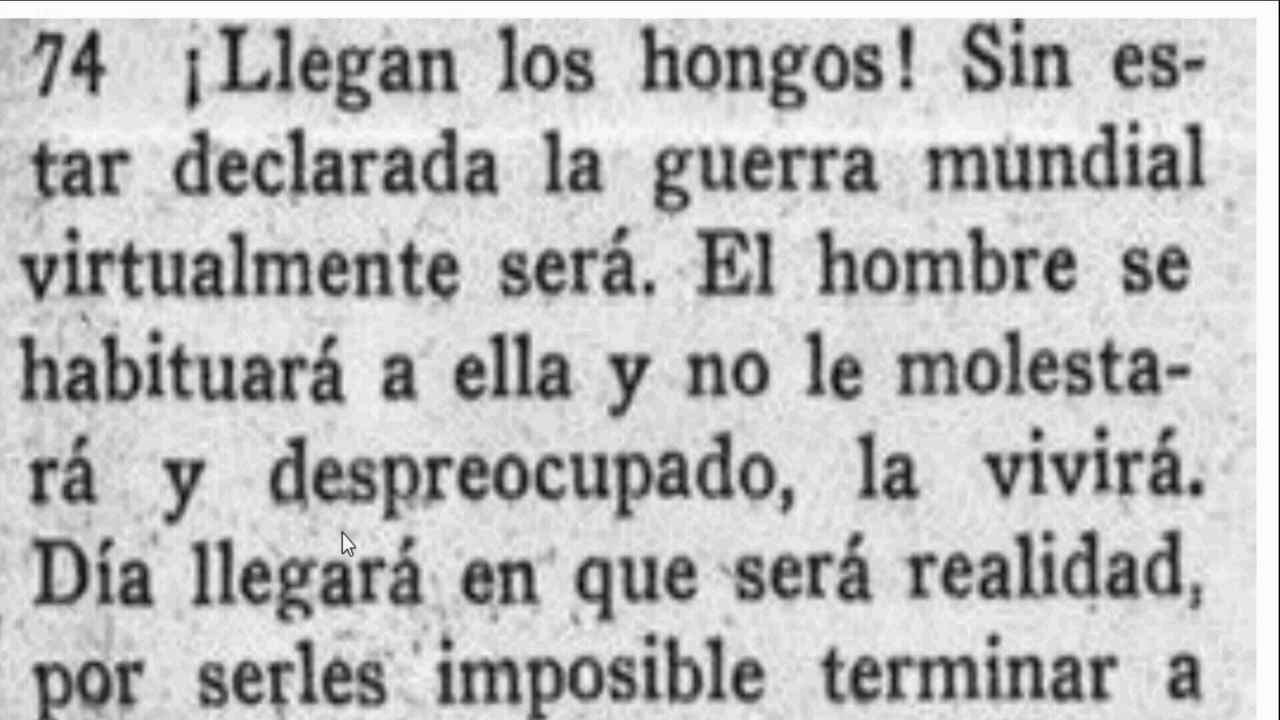 74 ¡Llegan los hongos! Sin es-
tar declarada la guerra mundial
virtualmente será. El hombre se
habituará a ella y no le molesta-
rá y despreocupado, la vivirá.
Día llegará en que será realidad,
por serles imposible terminar a